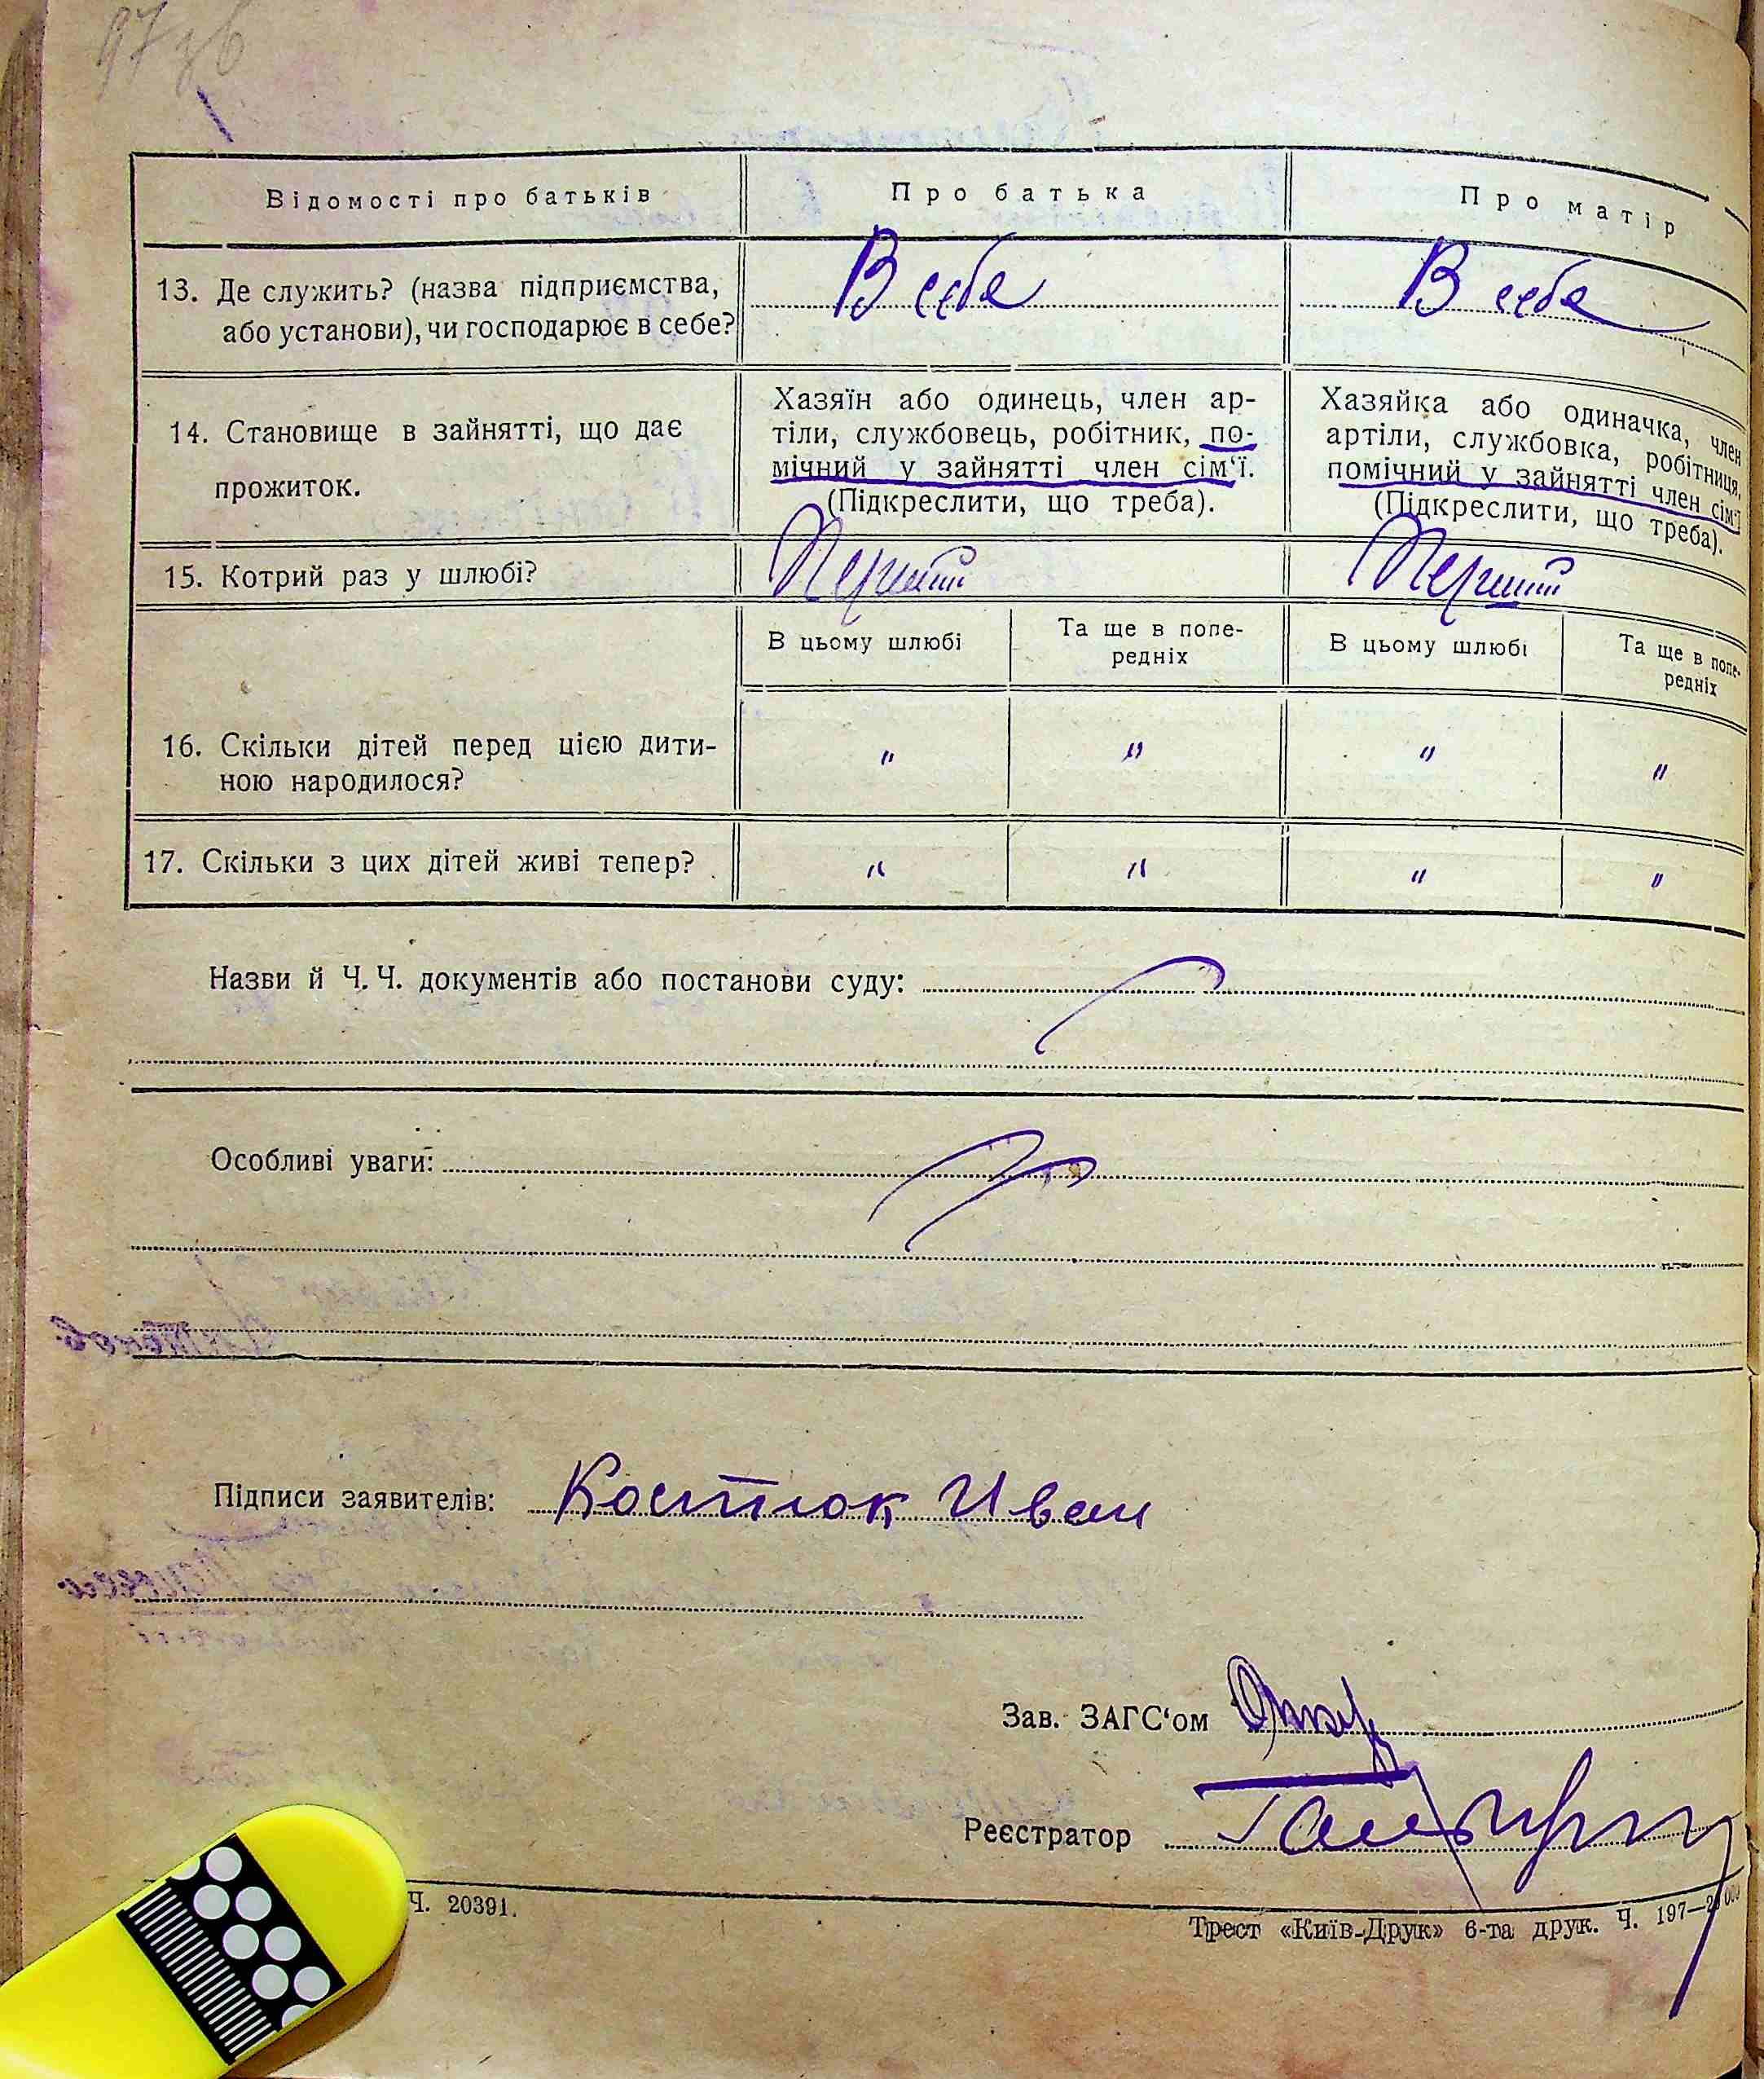 97 зв
Відомості про батьків
Про батька
Про матір
13. Де служить? (назва підприємства,
або установи), чи господарює в себе?
В себе
В себе
14. Становище в зайнятті, що дає
прожиток.
Хазяїн або одинець, член ар-
тіли, службовець, робітник, по-
мічний у зайнятті член сім‘ї.
(Підкреслити, що треба).
Хазяйка або одиначка, член
артіли, службовка, робітниця,
помічний у зайнятті член сім‘ї
(Підкреслити, що треба).
15. Котрий раз у шлюбі?
Перший
Перший
В цьому шлюбі
Та ще в попе-
редніх
В цьому шлюбі
Та ще в попе-
редніх
16. Скільки дітей перед цією дити-
ною народилося?
" " " "
17. Скільки з цих дітей живі тепер?
" " " "
Назви й Ч. Ч. документів або постанови суду:
Особливі уваги:
Підписи заявителів: Костюк Иван
Зав. ЗАГС‘ом
Реєстратор
Ч. 20391.
Трест «Київ-Друк» 6-та друк. Ч. 197—